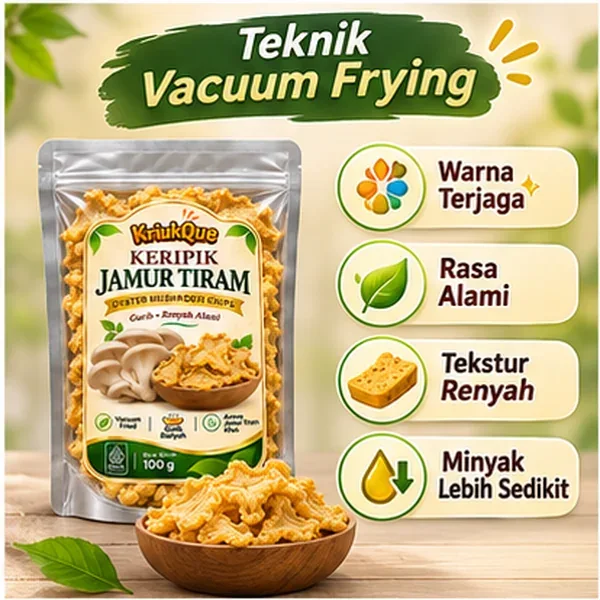 Teknik
Vacuum Frying
KriukQue
KERIPIK
JAMUR TIRAM
Renyah Alami
Vacuum
100 g
Warna
Terjaga
Rasa
Alami
Tekstur
Renyah
Minyak
Lebih Sedikit